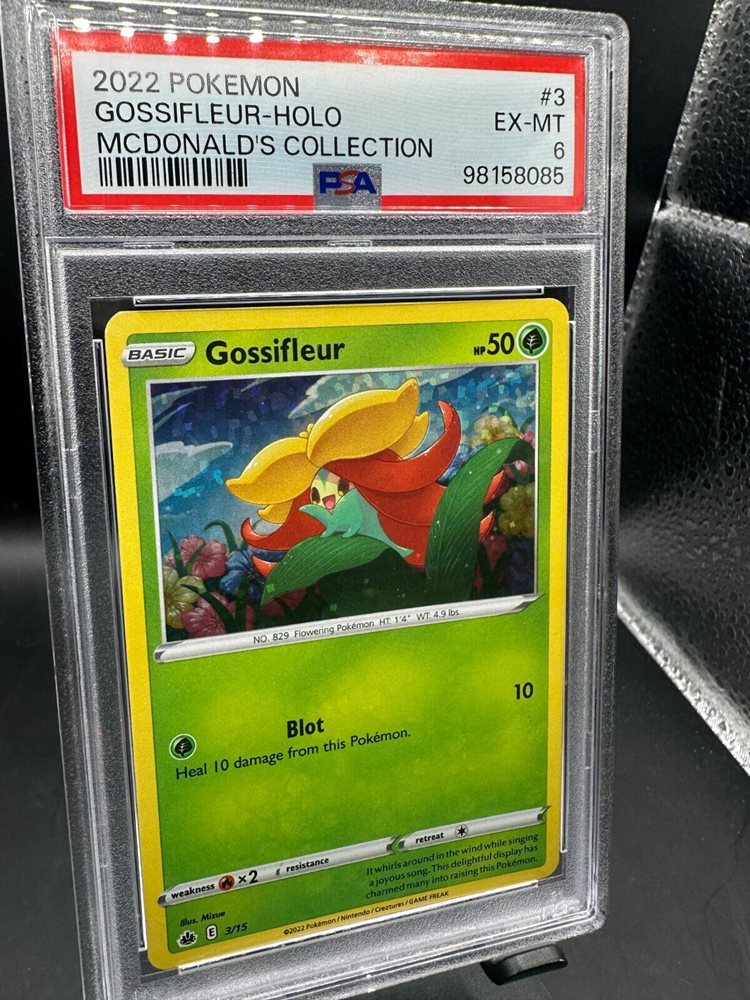 2022 POKEMON #3
GOSSIFLEUR-HOLO EX-MT
MCDONALD'S COLLECTION 6
PSA 98158085
BASIC Gossifleur HP 50
NO. 829 Flowering Pokémon HT: 1'4" WT: 4.9 lbs.
Blot 10
Heal 10 damage from this Pokémon.
weakness ×2 resistance retreat
It whirls around in the wind while singing
a joyous song. This delightful display has
charmed many into raising this Pokémon.
Illus. Mizue
E 3/15
©2022 Pokémon / Nintendo / Creatures / GAME FREAK